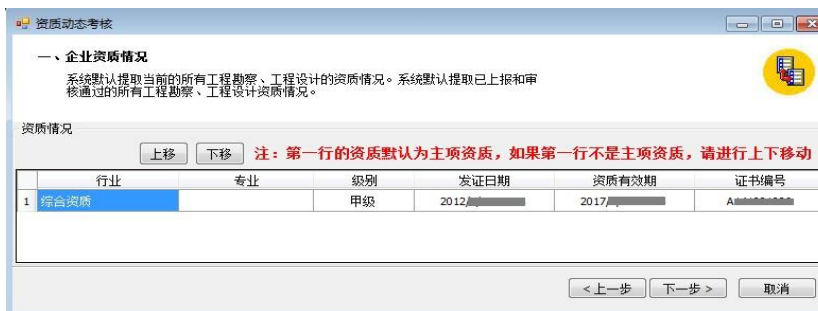 资质动态考核
一、企业资质情况
系统默认提取当前的所有工程勘察、工程设计的资质情况。系统默认提取已上报和审
核通过的所有工程勘察、工程设计资质情况。
资质情况
上移 下移 注：第一行的资质默认为主项资质，如果第一行不是主项资质，请进行上下移动
行业 专业 级别 发证日期 资质有效期 证书编号
1 综合资质 甲级 2012/ 2017/ A
<上一步 下一步> 取消